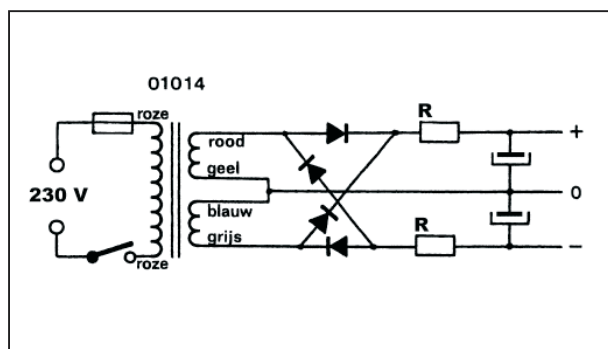 01014
roze
rood
geel
blauw
grijs
roze
230 V
R
R
+
0
−